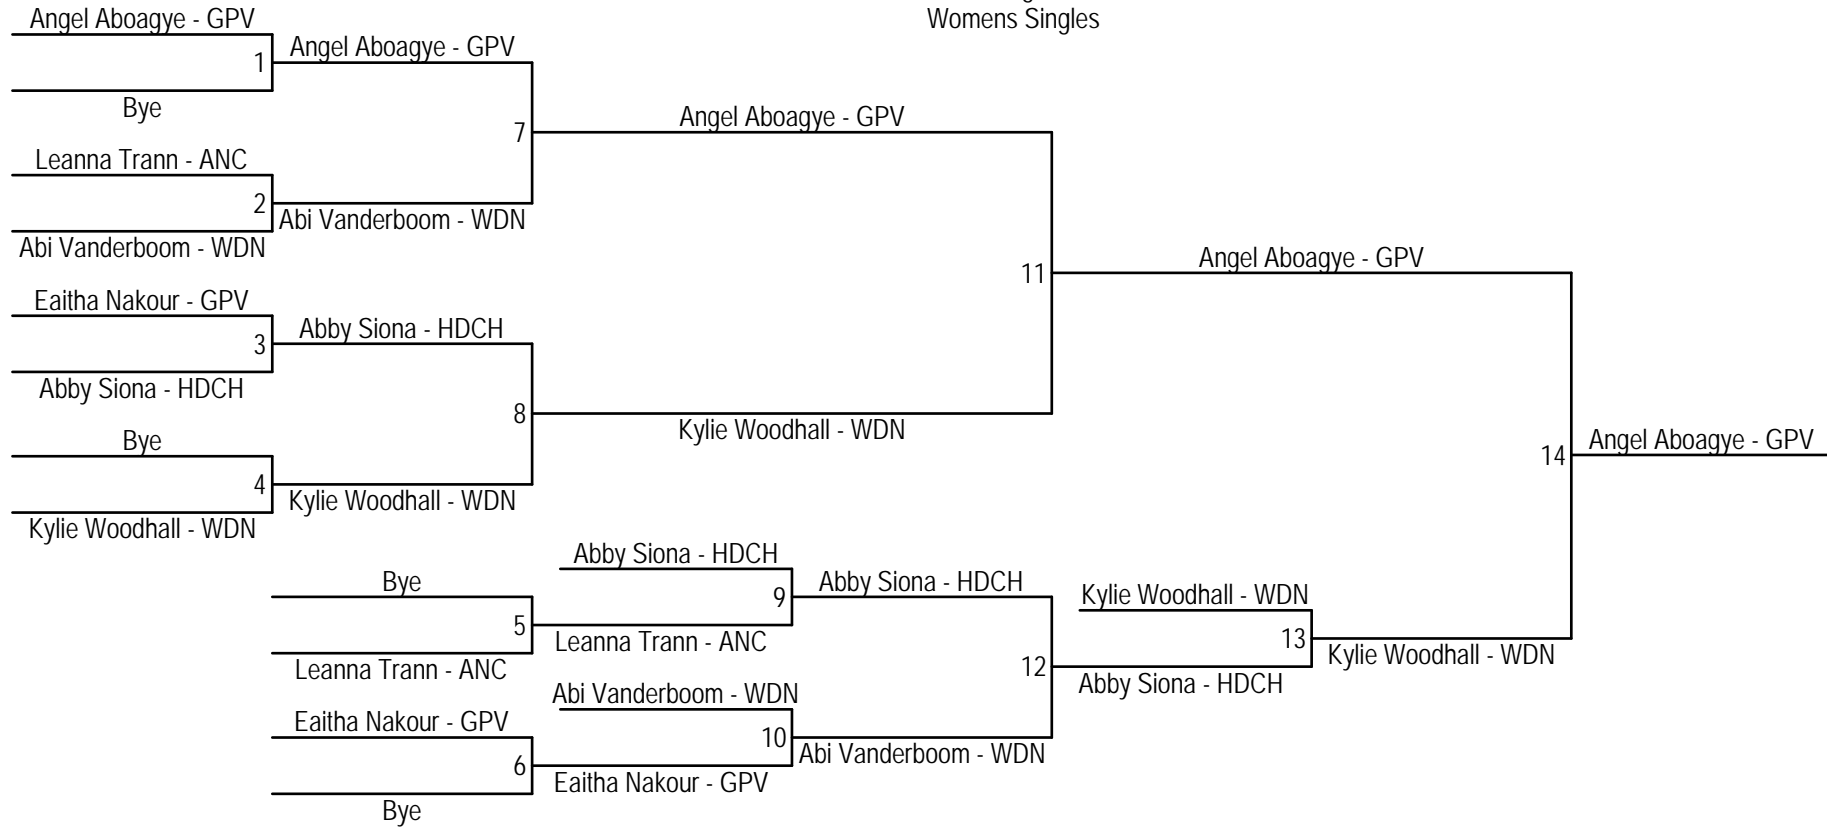 Womens Singles
Angel Aboagye - GPV
1
Bye
Angel Aboagye - GPV
Leanna Trann - ANC
2
Abi Vanderboom - WDN
Abi Vanderboom - WDN
7
Angel Aboagye - GPV
Eaitha Nakour - GPV
3
Abby Siona - HDCH
Abby Siona - HDCH
Bye
4
Kylie Woodhall - WDN
Kylie Woodhall - WDN
8
Kylie Woodhall - WDN
11
Angel Aboagye - GPV
Bye
5
Leanna Trann - ANC
Abby Siona - HDCH
9
Leanna Trann - ANC
Abby Siona - HDCH
Eaitha Nakour - GPV
6
Bye
Abi Vanderboom - WDN
10
Eaitha Nakour - GPV
Abi Vanderboom - WDN
12
Kylie Woodhall - WDN
13
Abby Siona - HDCH
Kylie Woodhall - WDN
14
Angel Aboagye - GPV